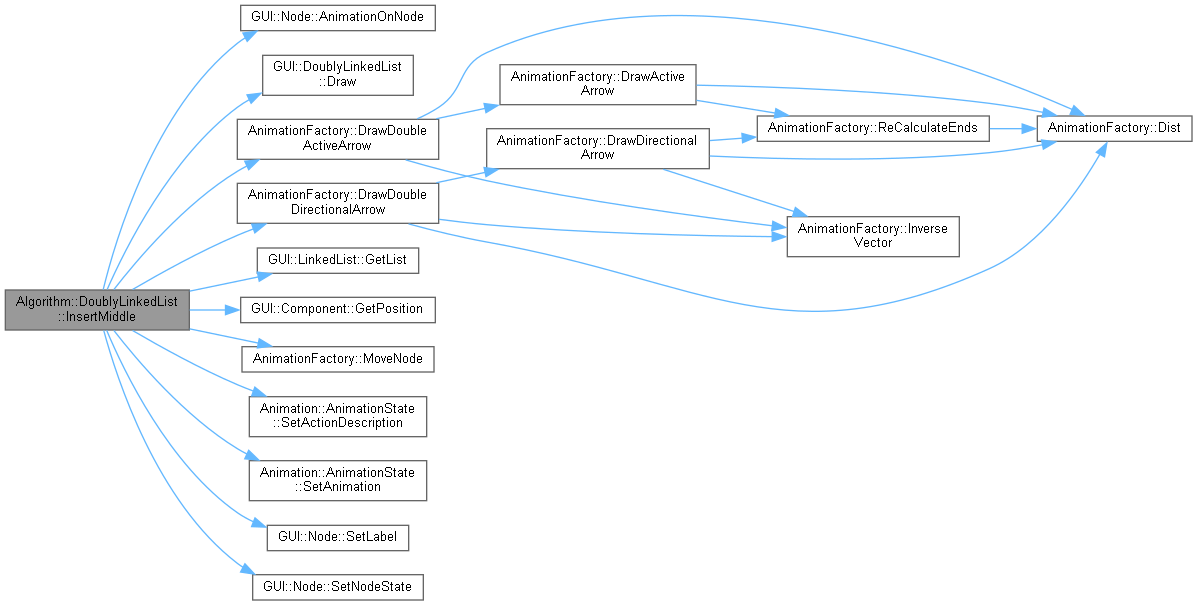 Algorithm::DoublyLinkedList
::InsertMiddle
GUI::Node::AnimationOnNode
GUI::DoublyLinkedList
::Draw
AnimationFactory::DrawDouble
ActiveArrow
AnimationFactory::DrawDouble
DirectionalArrow
GUI::LinkedList::GetList
GUI::Component::GetPosition
AnimationFactory::MoveNode
Animation::AnimationState
::SetActionDescription
Animation::AnimationState
::SetAnimation
GUI::Node::SetLabel
GUI::Node::SetNodeState
AnimationFactory::DrawActive
Arrow
AnimationFactory::DrawDirectional
Arrow
AnimationFactory::ReCalculateEnds
AnimationFactory::Inverse
Vector
AnimationFactory::Dist